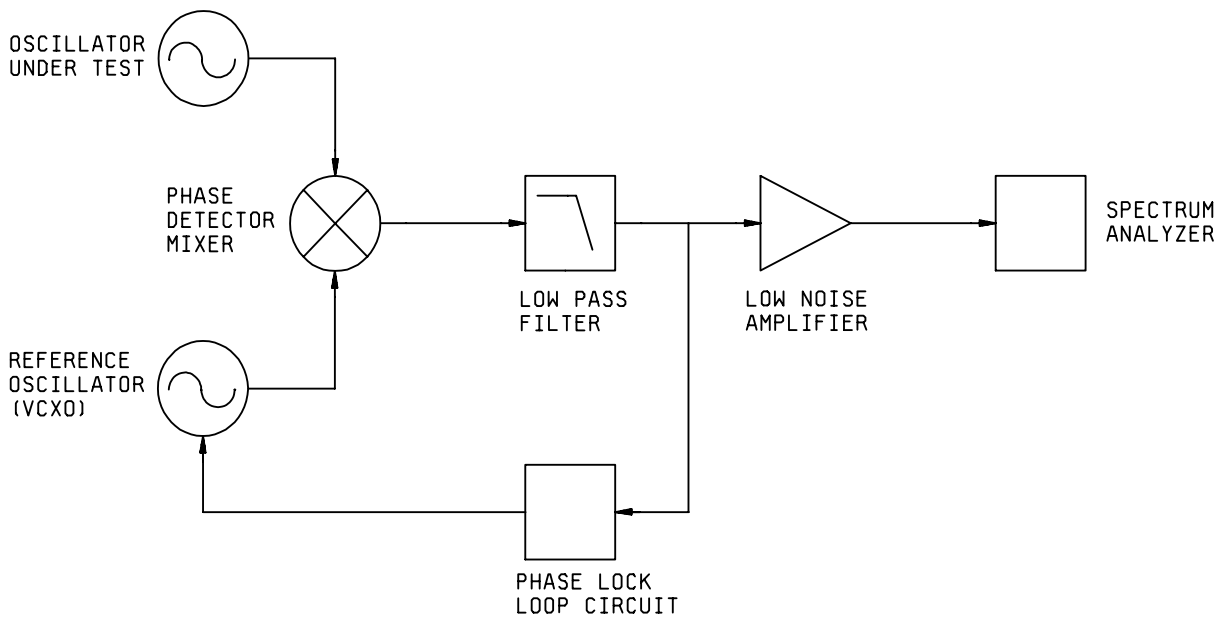 OSCILLATOR
UNDER TEST
PHASE
DETECTOR
MIXER
SPECTRUM
ANALYZER
LOW PASS
FILTER
LOW NOISE
AMPLIFIER
REFERENCE
OSCILLATOR
(VCXO)
PHASE LOCK
LOOP CIRCUIT